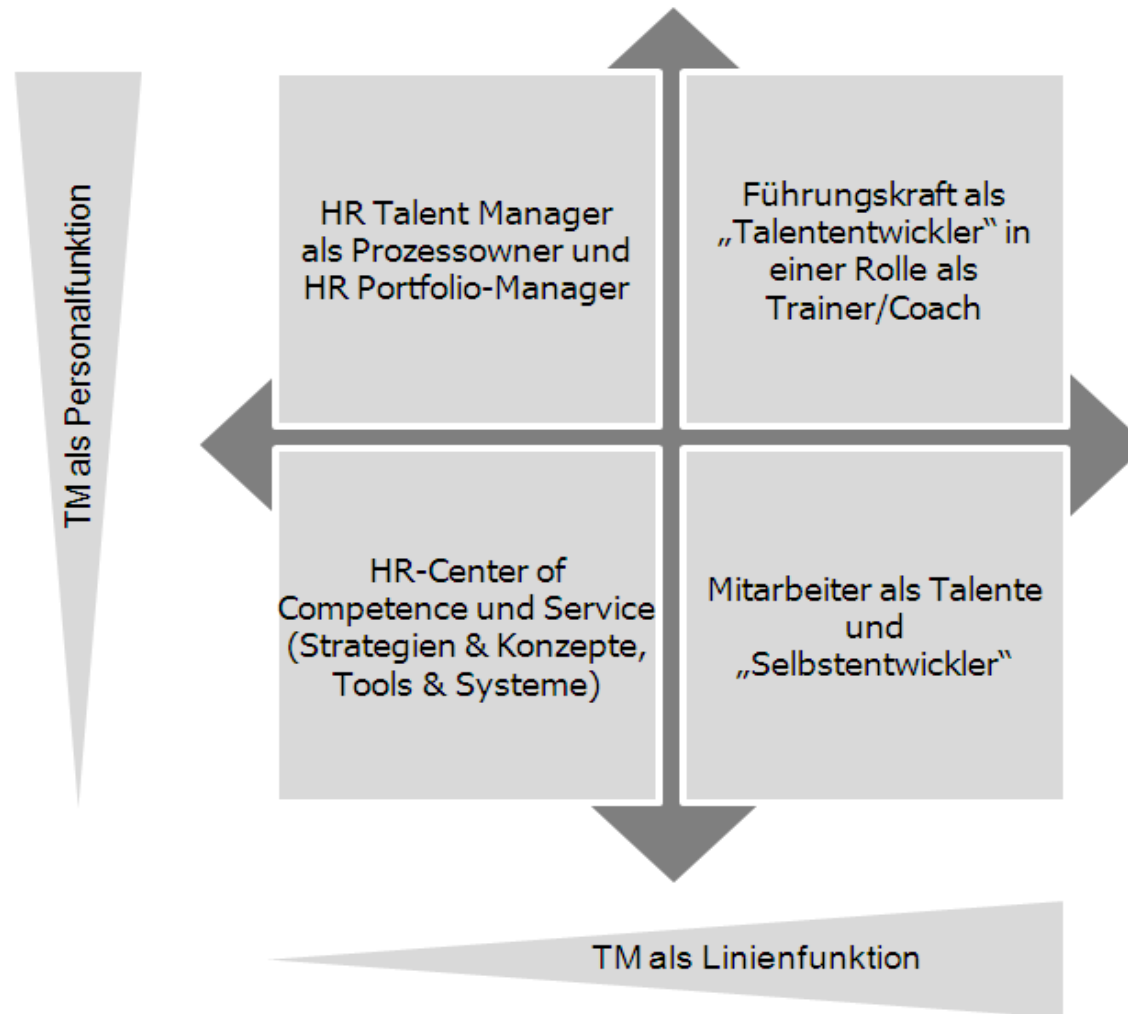 TM als Personalfunktion
HR Talent Manager
als Prozessowner und
HR Portfolio-Manager
Führungskraft als
„Talententwickler“ in
einer Rolle als
Trainer/Coach
HR-Center of
Competence und Service
(Strategien & Konzepte,
Tools & Systeme)
Mitarbeiter als Talente
und
„Selbstentwickler“
TM als Linienfunktion